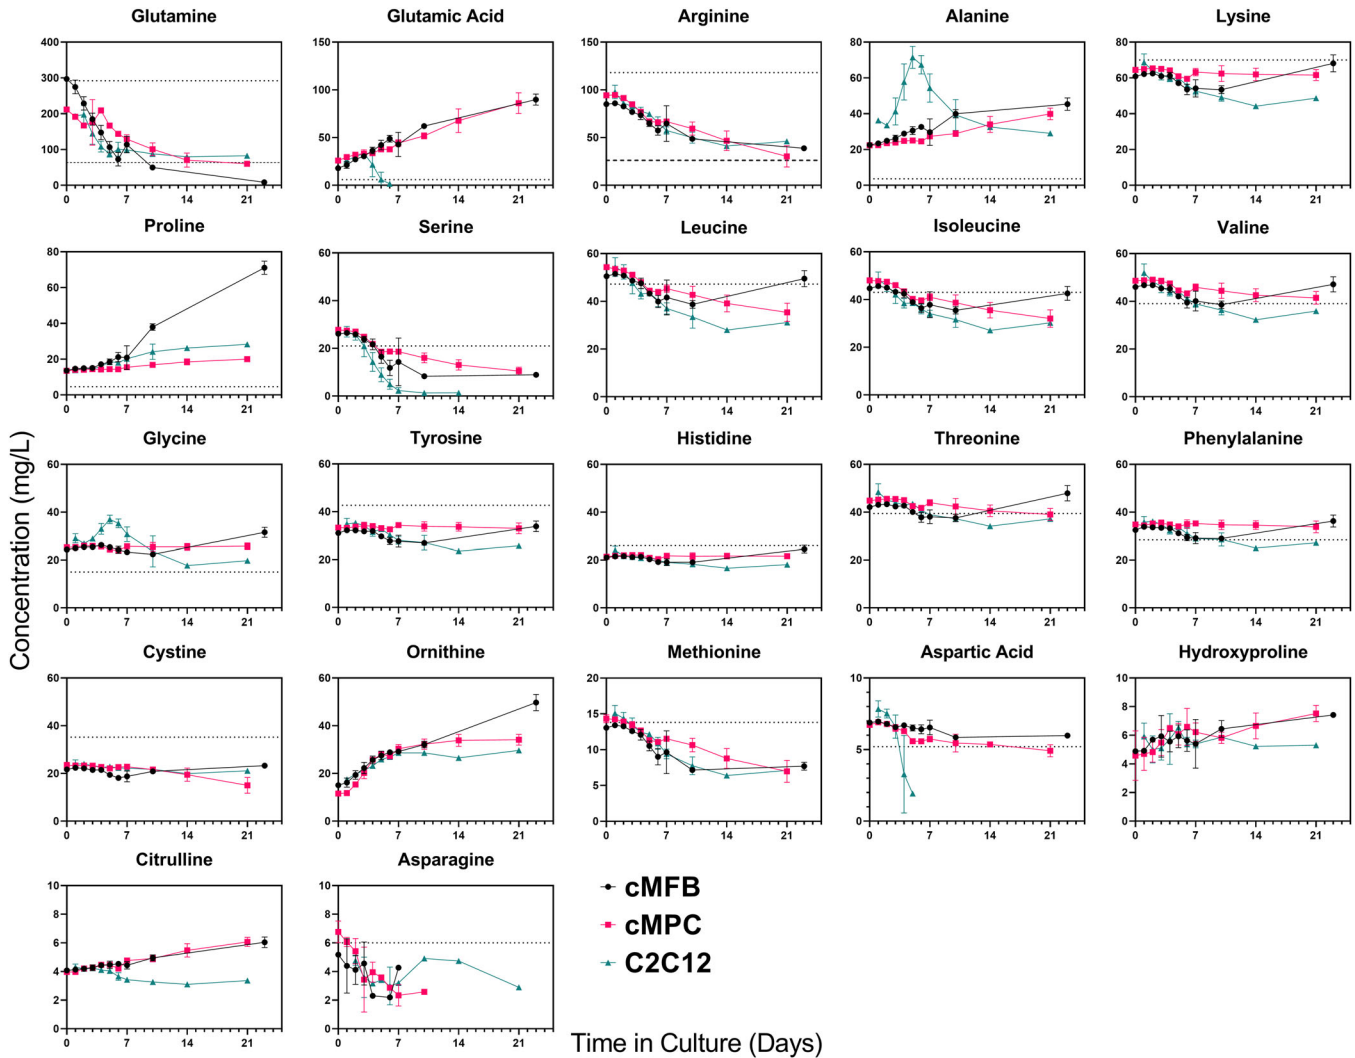 Glutamine Glutamic Acid Arginine Alanine Lysine
400 300 200 100 0
0 7 14 21
150 100 50 0
0 7 14 21
150 100 50 0
0 7 14 21
80 60 40 20 0
0 7 14 21
80 60 40 20 0
0 7 14 21
Proline Serine Leucine Isoleucine Valine
80 60 40 20 0
0 7 14 21
60 40 20 0
0 7 14 21
60 40 20 0
0 7 14 21
60 40 20 0
0 7 14 21
60 40 20 0
0 7 14 21
Glycine Tyrosine Histidine Threonine Phenylalanine
60 40 20 0
0 7 14 21
60 40 20 0
0 7 14 21
60 40 20 0
0 7 14 21
60 40 20 0
0 7 14 21
60 40 20 0
0 7 14 21
Concentration (mg/L)
Cystine Ornithine Methionine Aspartic Acid Hydroxyproline
60 40 20 0
0 7 14 21
60 40 20 0
0 7 14 21
20 15 10 5 0
0 7 14 21
10 8 6 4 2 0
0 7 14 21
10 8 6 4 2 0
0 7 14 21
Citrulline Asparagine
10 8 6 4 2 0
0 7 14 21
10 8 6 4 2 0
0 7 14 21
cMFB
cMPC
C2C12
Time in Culture (Days)